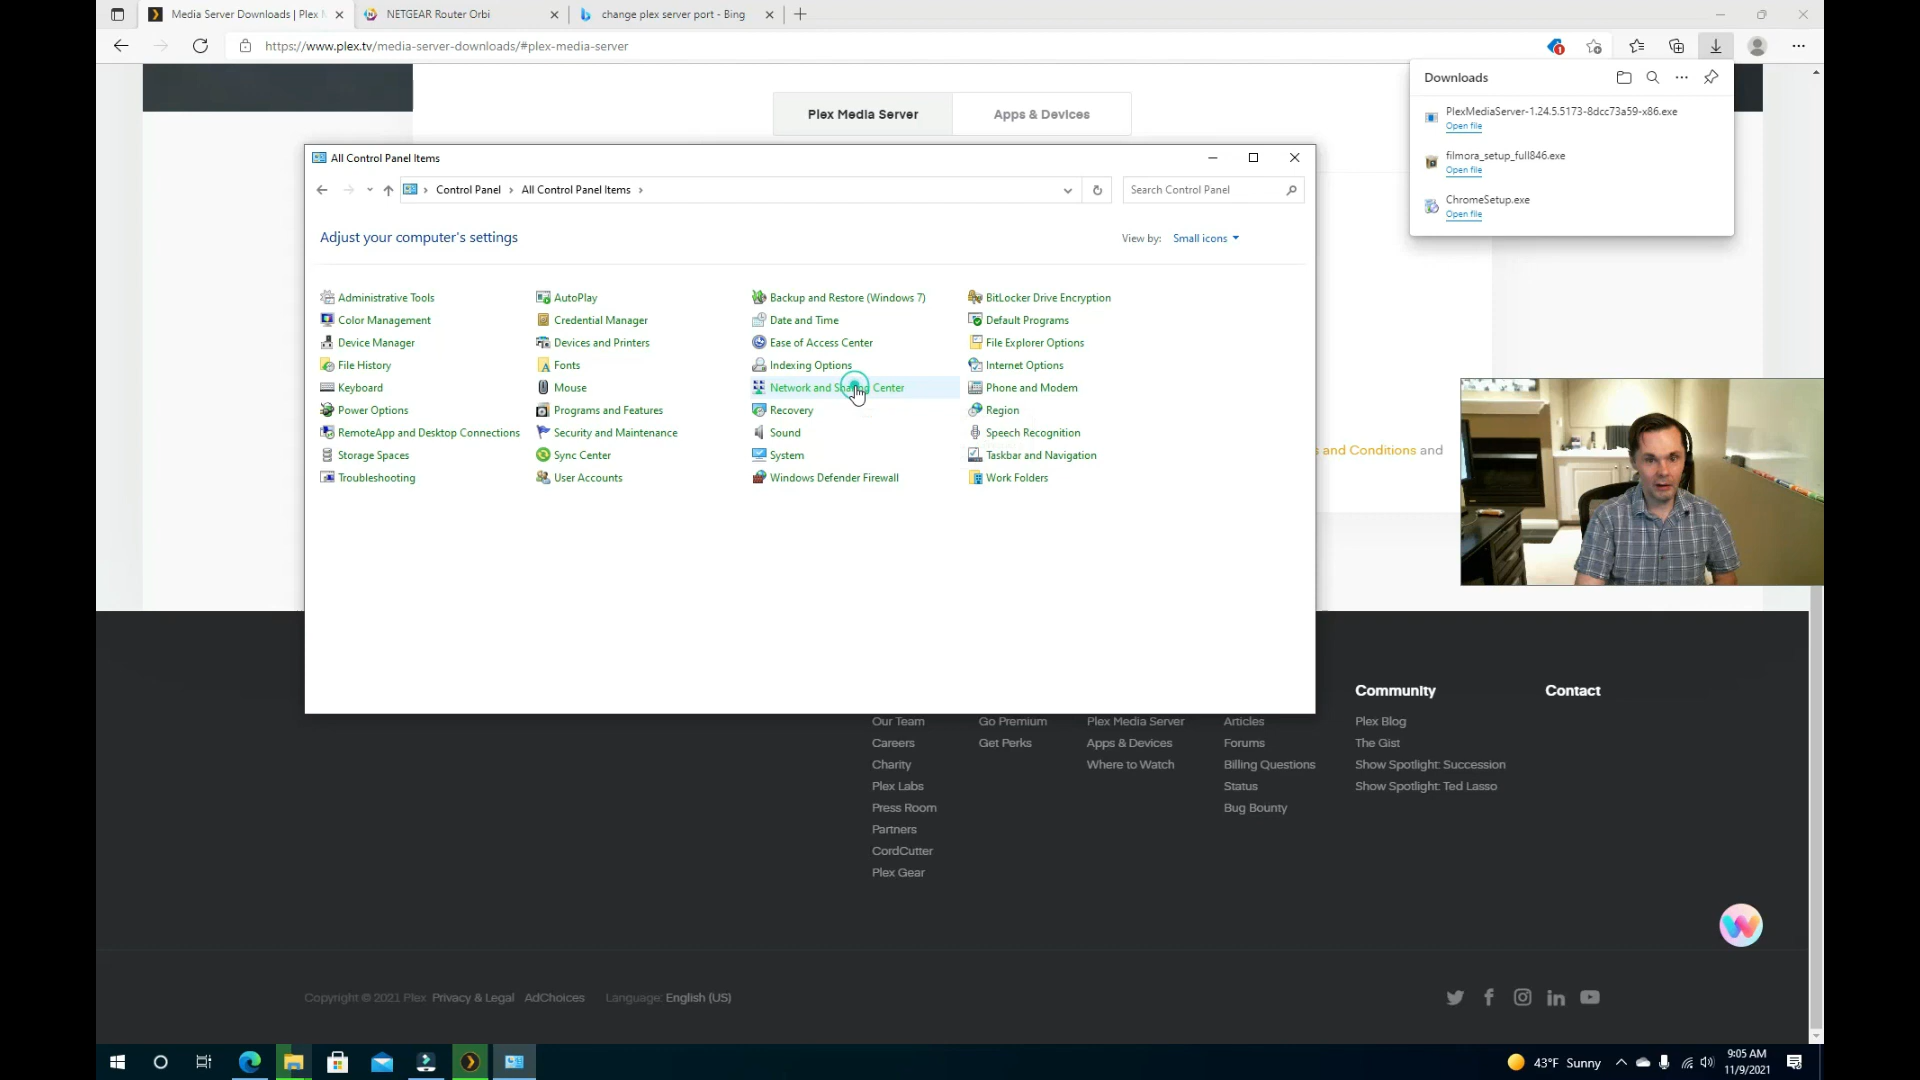 Media Server Downloads | Plex
NETGEAR Router Orbi
change plex server port - Bing
https://www.plex.tv/media-server-downloads/#plex-media-server
1
Downloads
PlexMediaServer-1.24.5.5173-8dcc73a59-x86.exe
Open file
filmora_setup_full846.exe
Open file
ChromeSetup.exe
Open file
Plex Media Server
Apps & Devices
All Control Panel Items
Control Panel
All Control Panel Items
Search Control Panel
Adjust your computer's settings
View by:
Small icons
Administrative Tools
AutoPlay
Backup and Restore (Windows 7)
BitLocker Drive Encryption
Color Management
Credential Manager
Date and Time
Default Programs
Device Manager
Devices and Printers
Ease of Access Center
File Explorer Options
File History
Fonts
Indexing Options
Internet Options
Keyboard
Mouse
Network and Sharing Center
Phone and Modem
Power Options
Programs and Features
Recovery
Region
RemoteApp and Desktop Connections
Security and Maintenance
Sound
Speech Recognition
Storage Spaces
Sync Center
System
Taskbar and Navigation
Troubleshooting
User Accounts
Windows Defender Firewall
Work Folders
and Conditions and
Community
Contact
Our Team
Go Premium
Plex Media Server
Articles
Plex Blog
Careers
Get Perks
Apps & Devices
Forums
The Gist
Charity
Where to Watch
Billing Questions
Show Spotlight: Succession
Plex Labs
Status
Show Spotlight: Ted Lasso
Press Room
Bug Bounty
Partners
CordCutter
Plex Gear
Copyright © 2021 Plex
Privacy & Legal
AdChoices
Language: English (US)
43°F Sunny
9:05 AM
11/9/2021